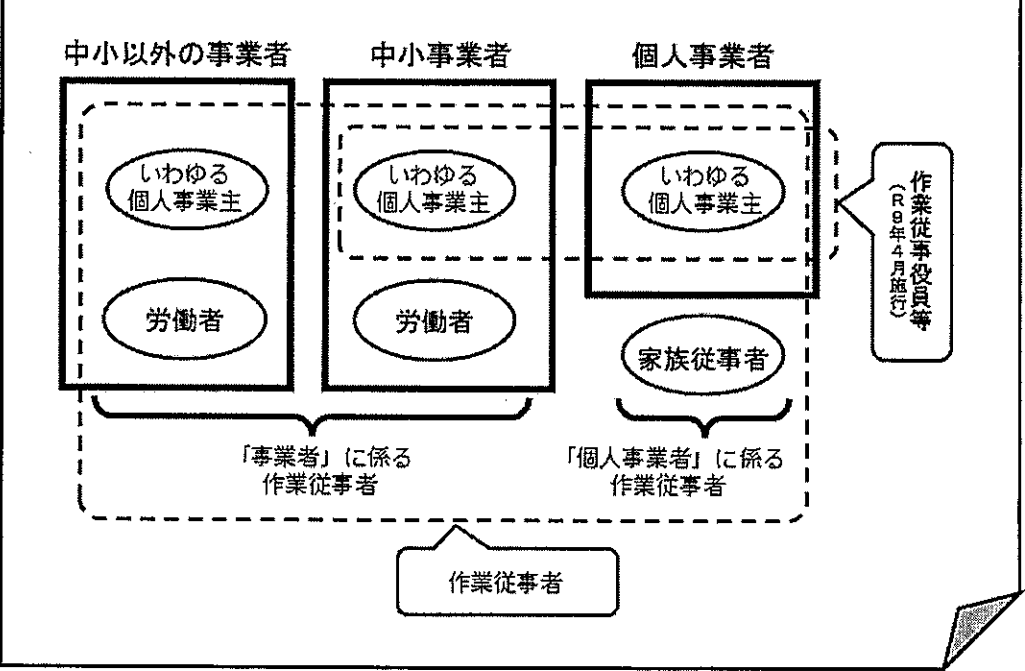 中小以外の事業者
中小事業者
個人事業者
いわゆる
個人事業主
いわゆる
個人事業主
いわゆる
個人事業主
労働者
労働者
家族従事者
作業従事役員等
(R9年4月施行)
「事業者」に係る
作業従事者
「個人事業者」に係る
作業従事者
作業従事者